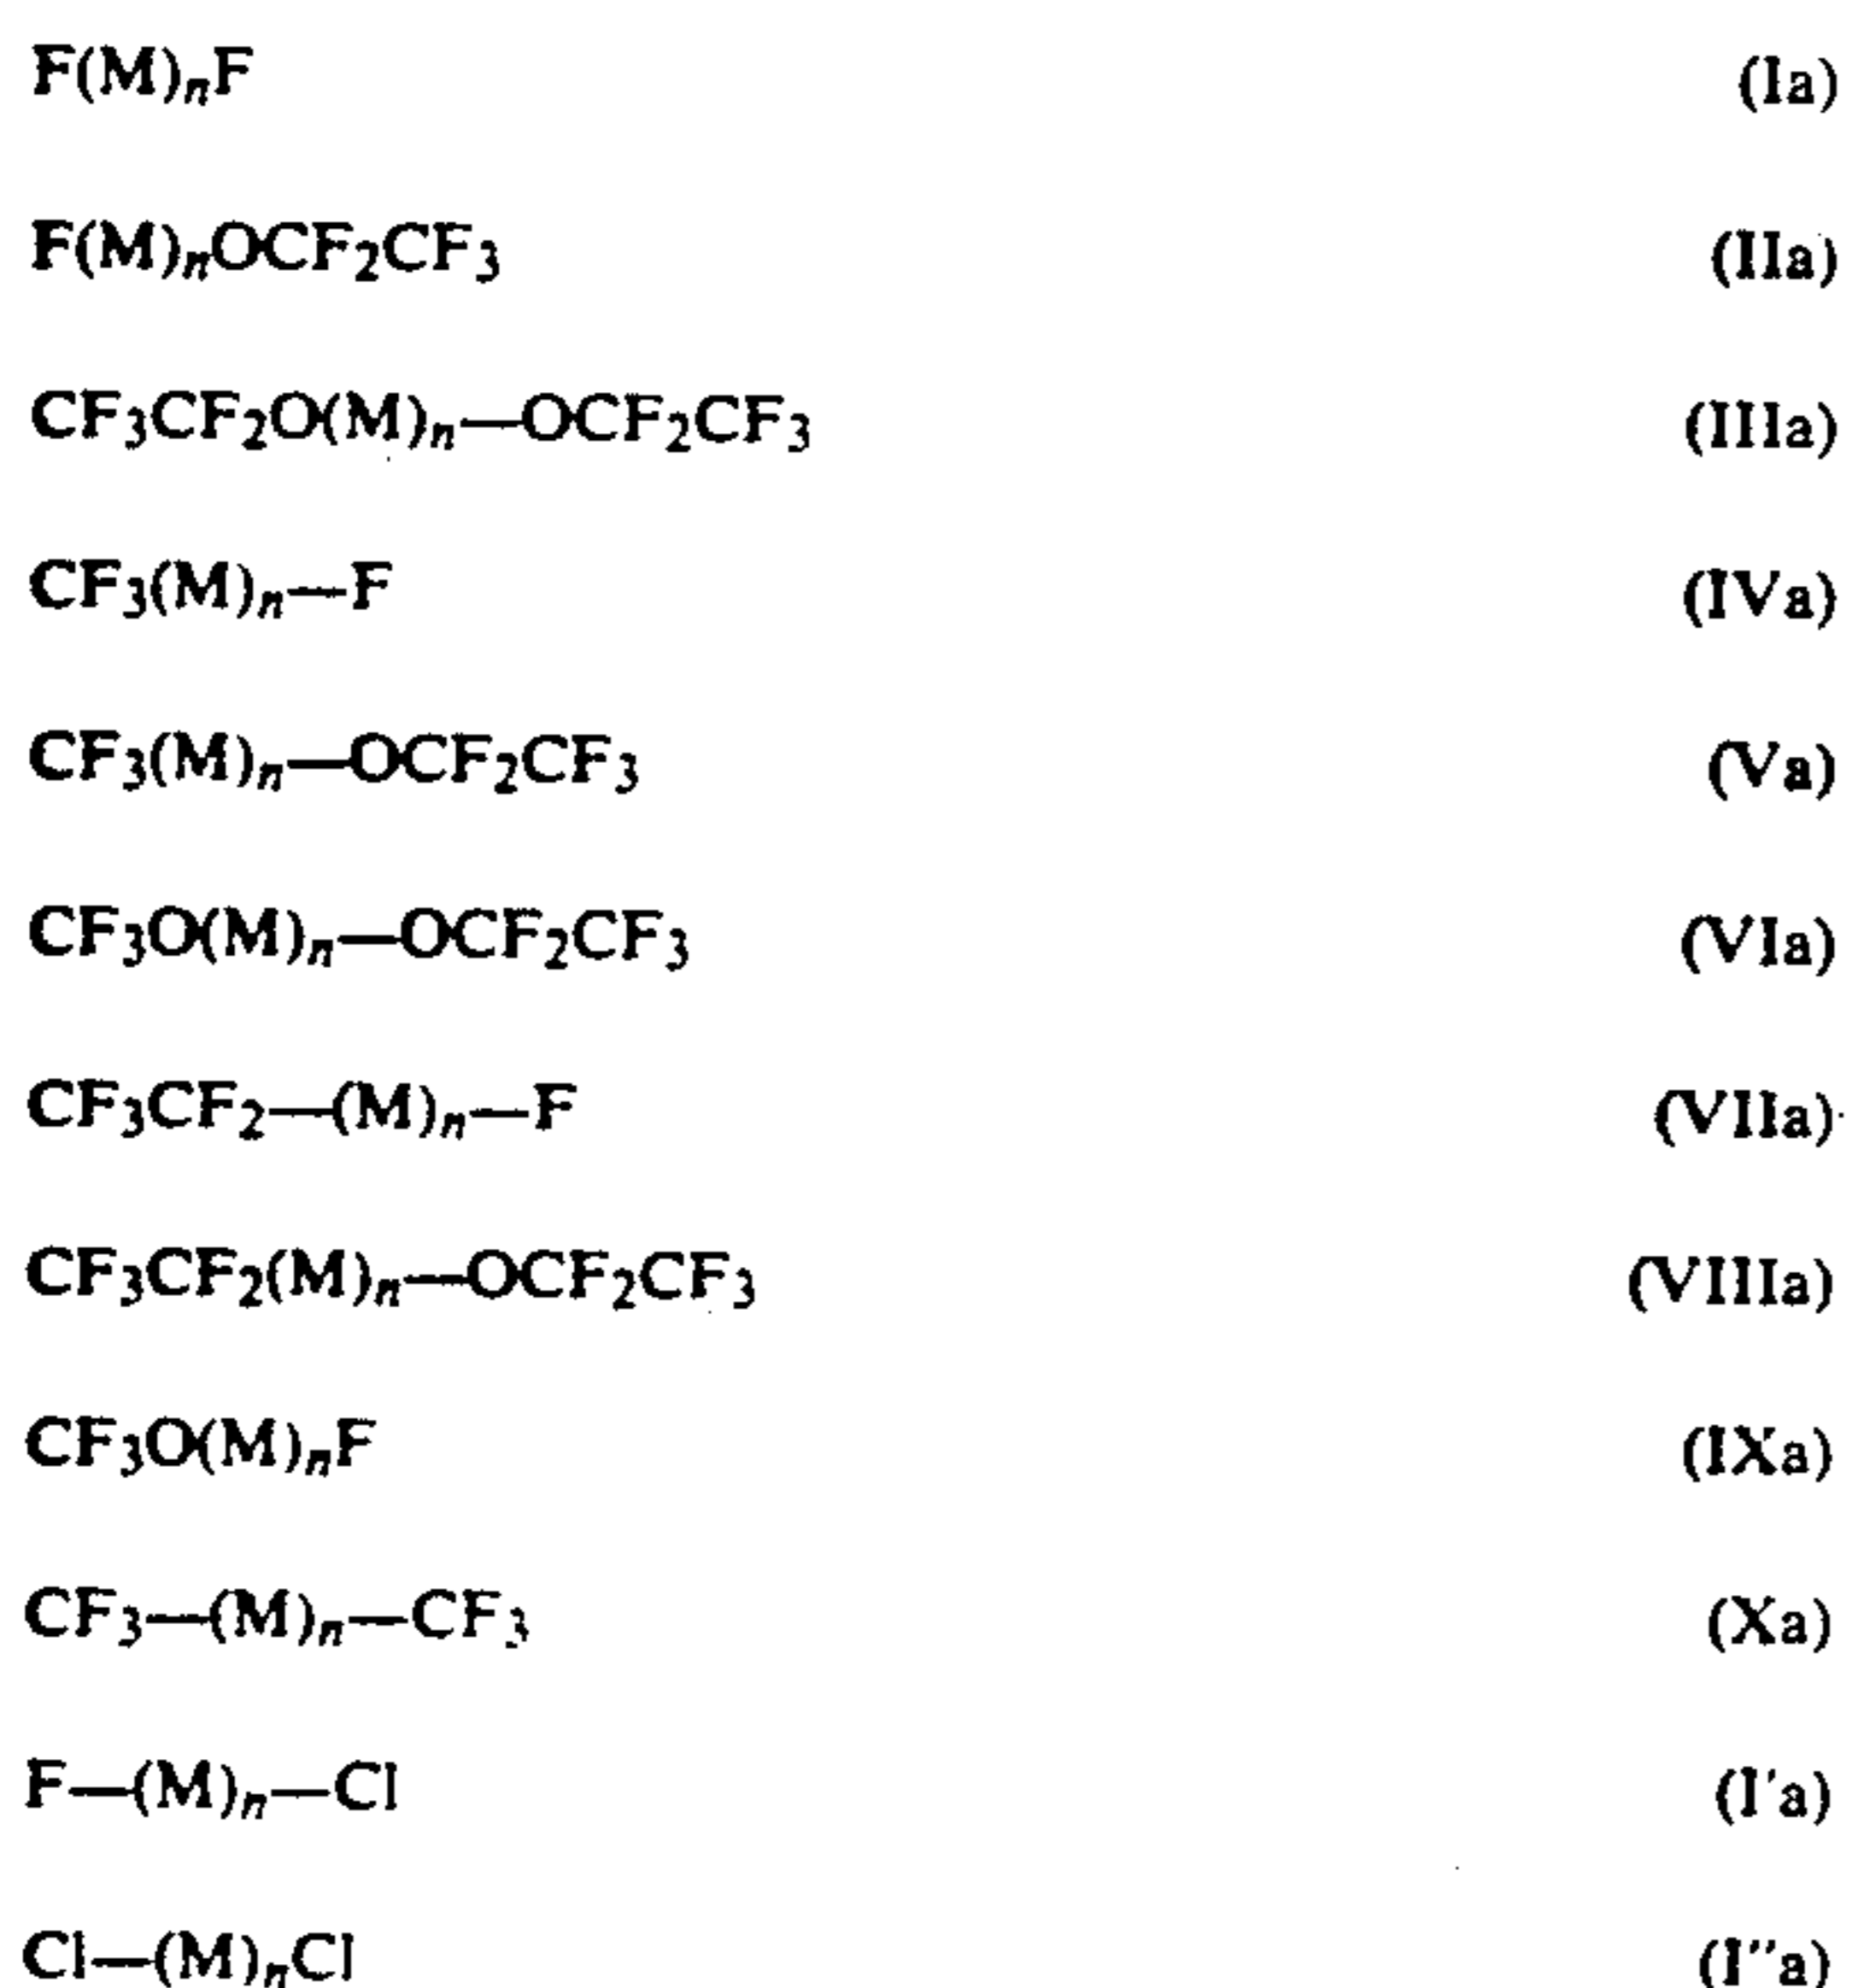 F(M)ₙF (Ia)
F(M)ₙOCF₂CF₃ (IIa)
CF₃CF₂O(M)ₙ—OCF₂CF₃ (IIIa)
CF₃(M)ₙ—F (IVa)
CF₃(M)ₙ—OCF₂CF₃ (Va)
CF₃O(M)ₙ—OCF₂CF₃ (VIa)
CF₃CF₂—(M)ₙ—F (VIIa)
CF₃CF₂(M)ₙ—OCF₂CF₃ (VIIIa)
CF₃O(M)ₙF (IXa)
CF₃—(M)ₙ—CF₃ (Xa)
F—(M)ₙ—Cl (I'a)
Cl—(M)ₙCl (I''a)